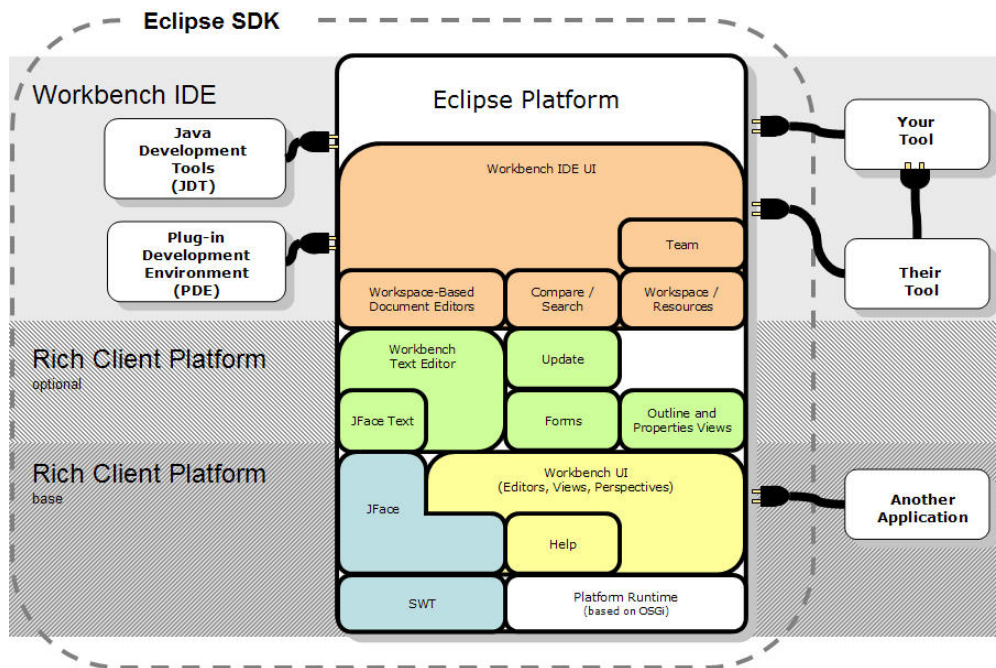 Eclipse SDK
Workbench IDE
Eclipse Platform
Java
Development
Tools
(JDT)
Your
Tool
Workbench IDE UI
Plug-in
Development
Environment
(PDE)
Team
Their
Tool
Workspace-Based
Document Editors
Compare /
Search
Workspace /
Resources
Rich Client Platform
optional
Workbench
Text Editor
Update
JFace Text
Forms
Outline and
Properties Views
Rich Client Platform
base
Workbench UI
(Editors, Views, Perspectives)
JFace
Another
Application
Help
SWT
Platform Runtime
(based on OSGi)